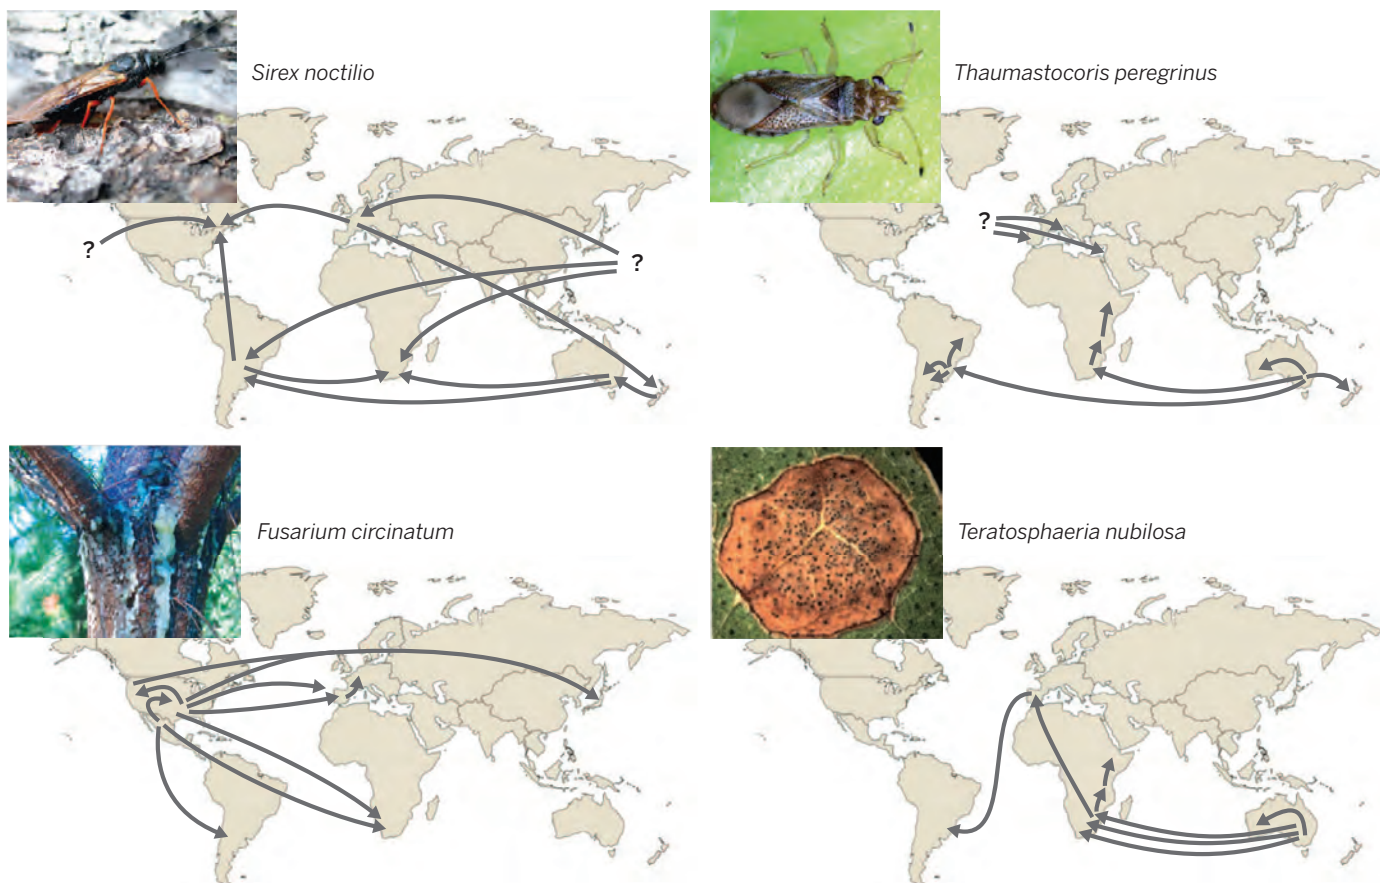 Sirex noctilio
Thaumastocoris peregrinus
?
?
?
Fusarium circinatum
Teratosphaeria nubilosa